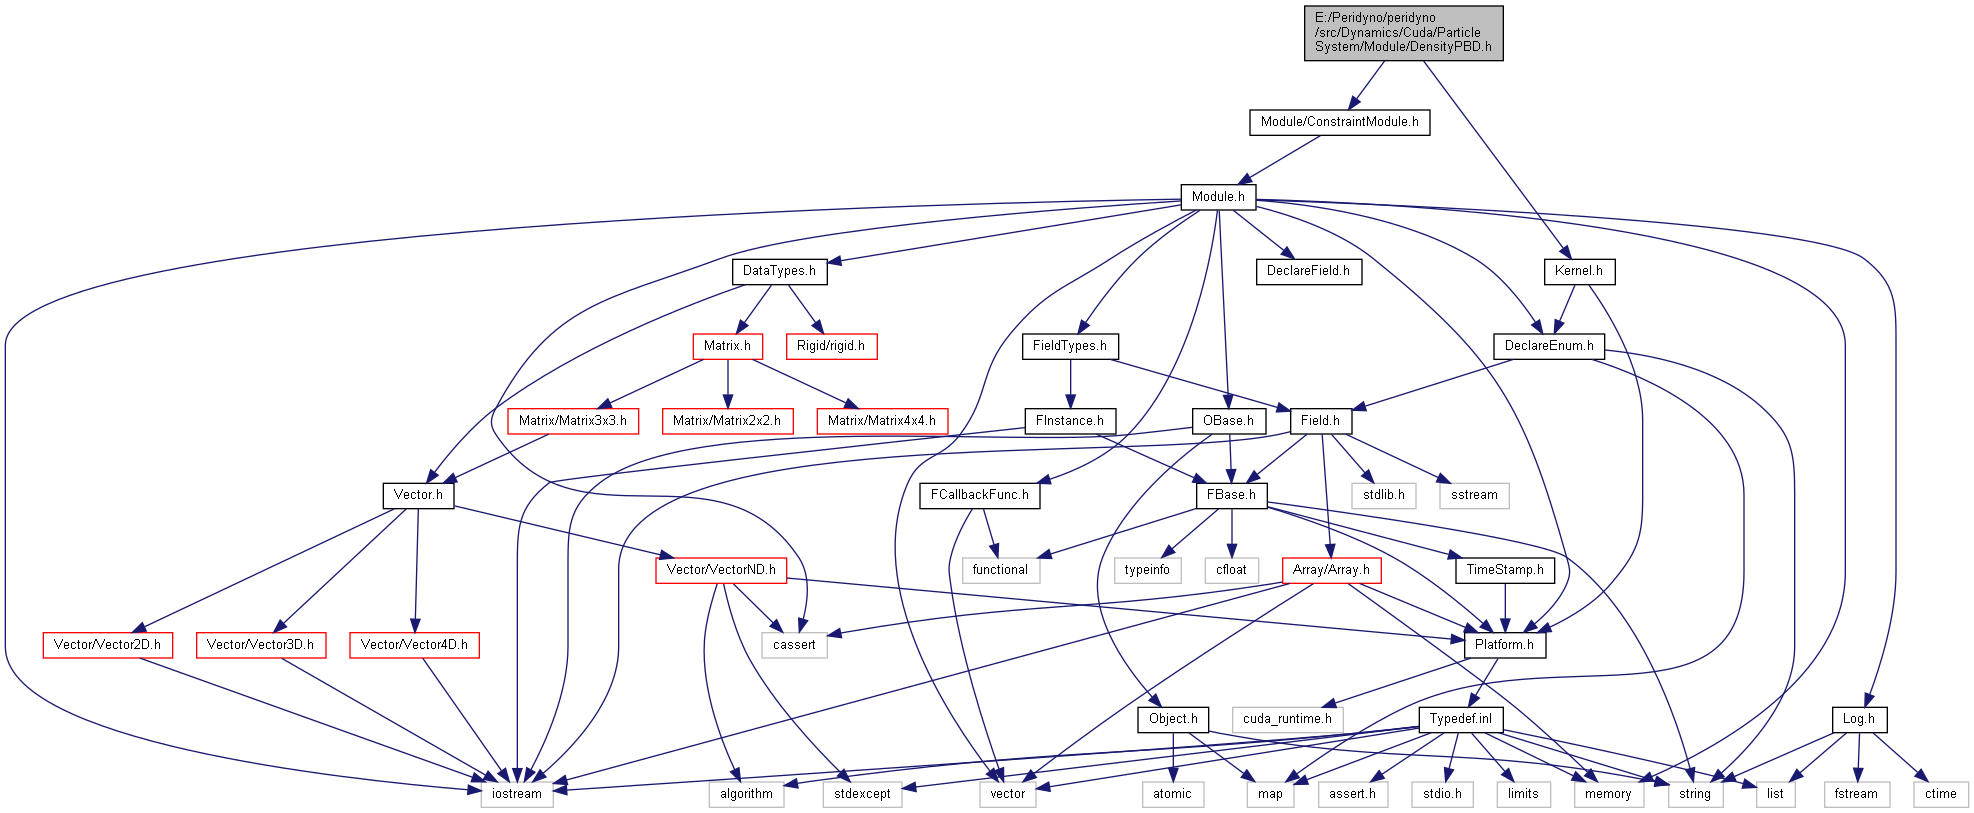 E:/Peridyno/peridyno
/src/Dynamics/Cuda/Particle
System/Module/DensityPBD.h
Module/ConstraintModule.h
Module.h
DataTypes.h
DeclareField.h
Kernel.h
Matrix.h
Rigid/rigid.h
FieldTypes.h
DeclareEnum.h
Matrix/Matrix3x3.h
Matrix/Matrix2x2.h
Matrix/Matrix4x4.h
FInstance.h
OBase.h
Field.h
Vector.h
FCallbackFunc.h
FBase.h
stdlib.h
sstream
Vector/VectorND.h
functional
typeinfo
cfloat
Array/Array.h
TimeStamp.h
Vector/Vector2D.h
Vector/Vector3D.h
Vector/Vector4D.h
cassert
Platform.h
Object.h
cuda_runtime.h
Typedef.inl
Log.h
iostream
algorithm
stdexcept
vector
atomic
map
assert.h
stdio.h
limits
memory
string
list
fstream
ctime